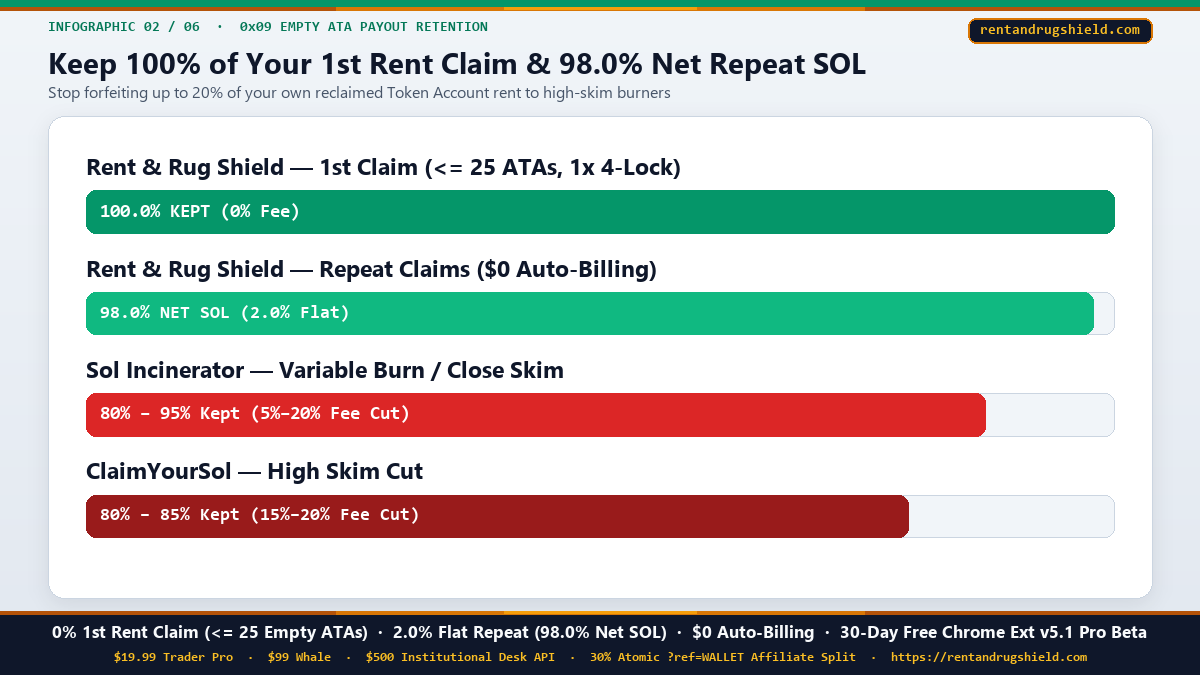 INFOGRAPHIC 02 / 06 · 0x09 EMPTY ATA PAYOUT RETENTION
rentandrugshield.com
Keep 100% of Your 1st Rent Claim & 98.0% Net Repeat SOL
Stop forfeiting up to 20% of your own reclaimed Token Account rent to high-skim burners
Rent & Rug Shield — 1st Claim (<= 25 ATAs, 1x 4-Lock)
100.0% KEPT (0% Fee)
Rent & Rug Shield — Repeat Claims ($0 Auto-Billing)
98.0% NET SOL (2.0% Flat)
Sol Incinerator — Variable Burn / Close Skim
80% – 95% Kept (5%–20% Fee Cut)
ClaimYourSol — High Skim Cut
80% – 85% Kept (15%–20% Fee Cut)
0% 1st Rent Claim (<= 25 Empty ATAs) · 2.0% Flat Repeat (98.0% Net SOL) · $0 Auto-Billing · 30-Day Free Chrome Ext v5.1 Pro Beta
$19.99 Trader Pro · $99 Whale · $500 Institutional Desk API · 30% Atomic ?ref=WALLET Affiliate Split · https://rentandrugshield.com